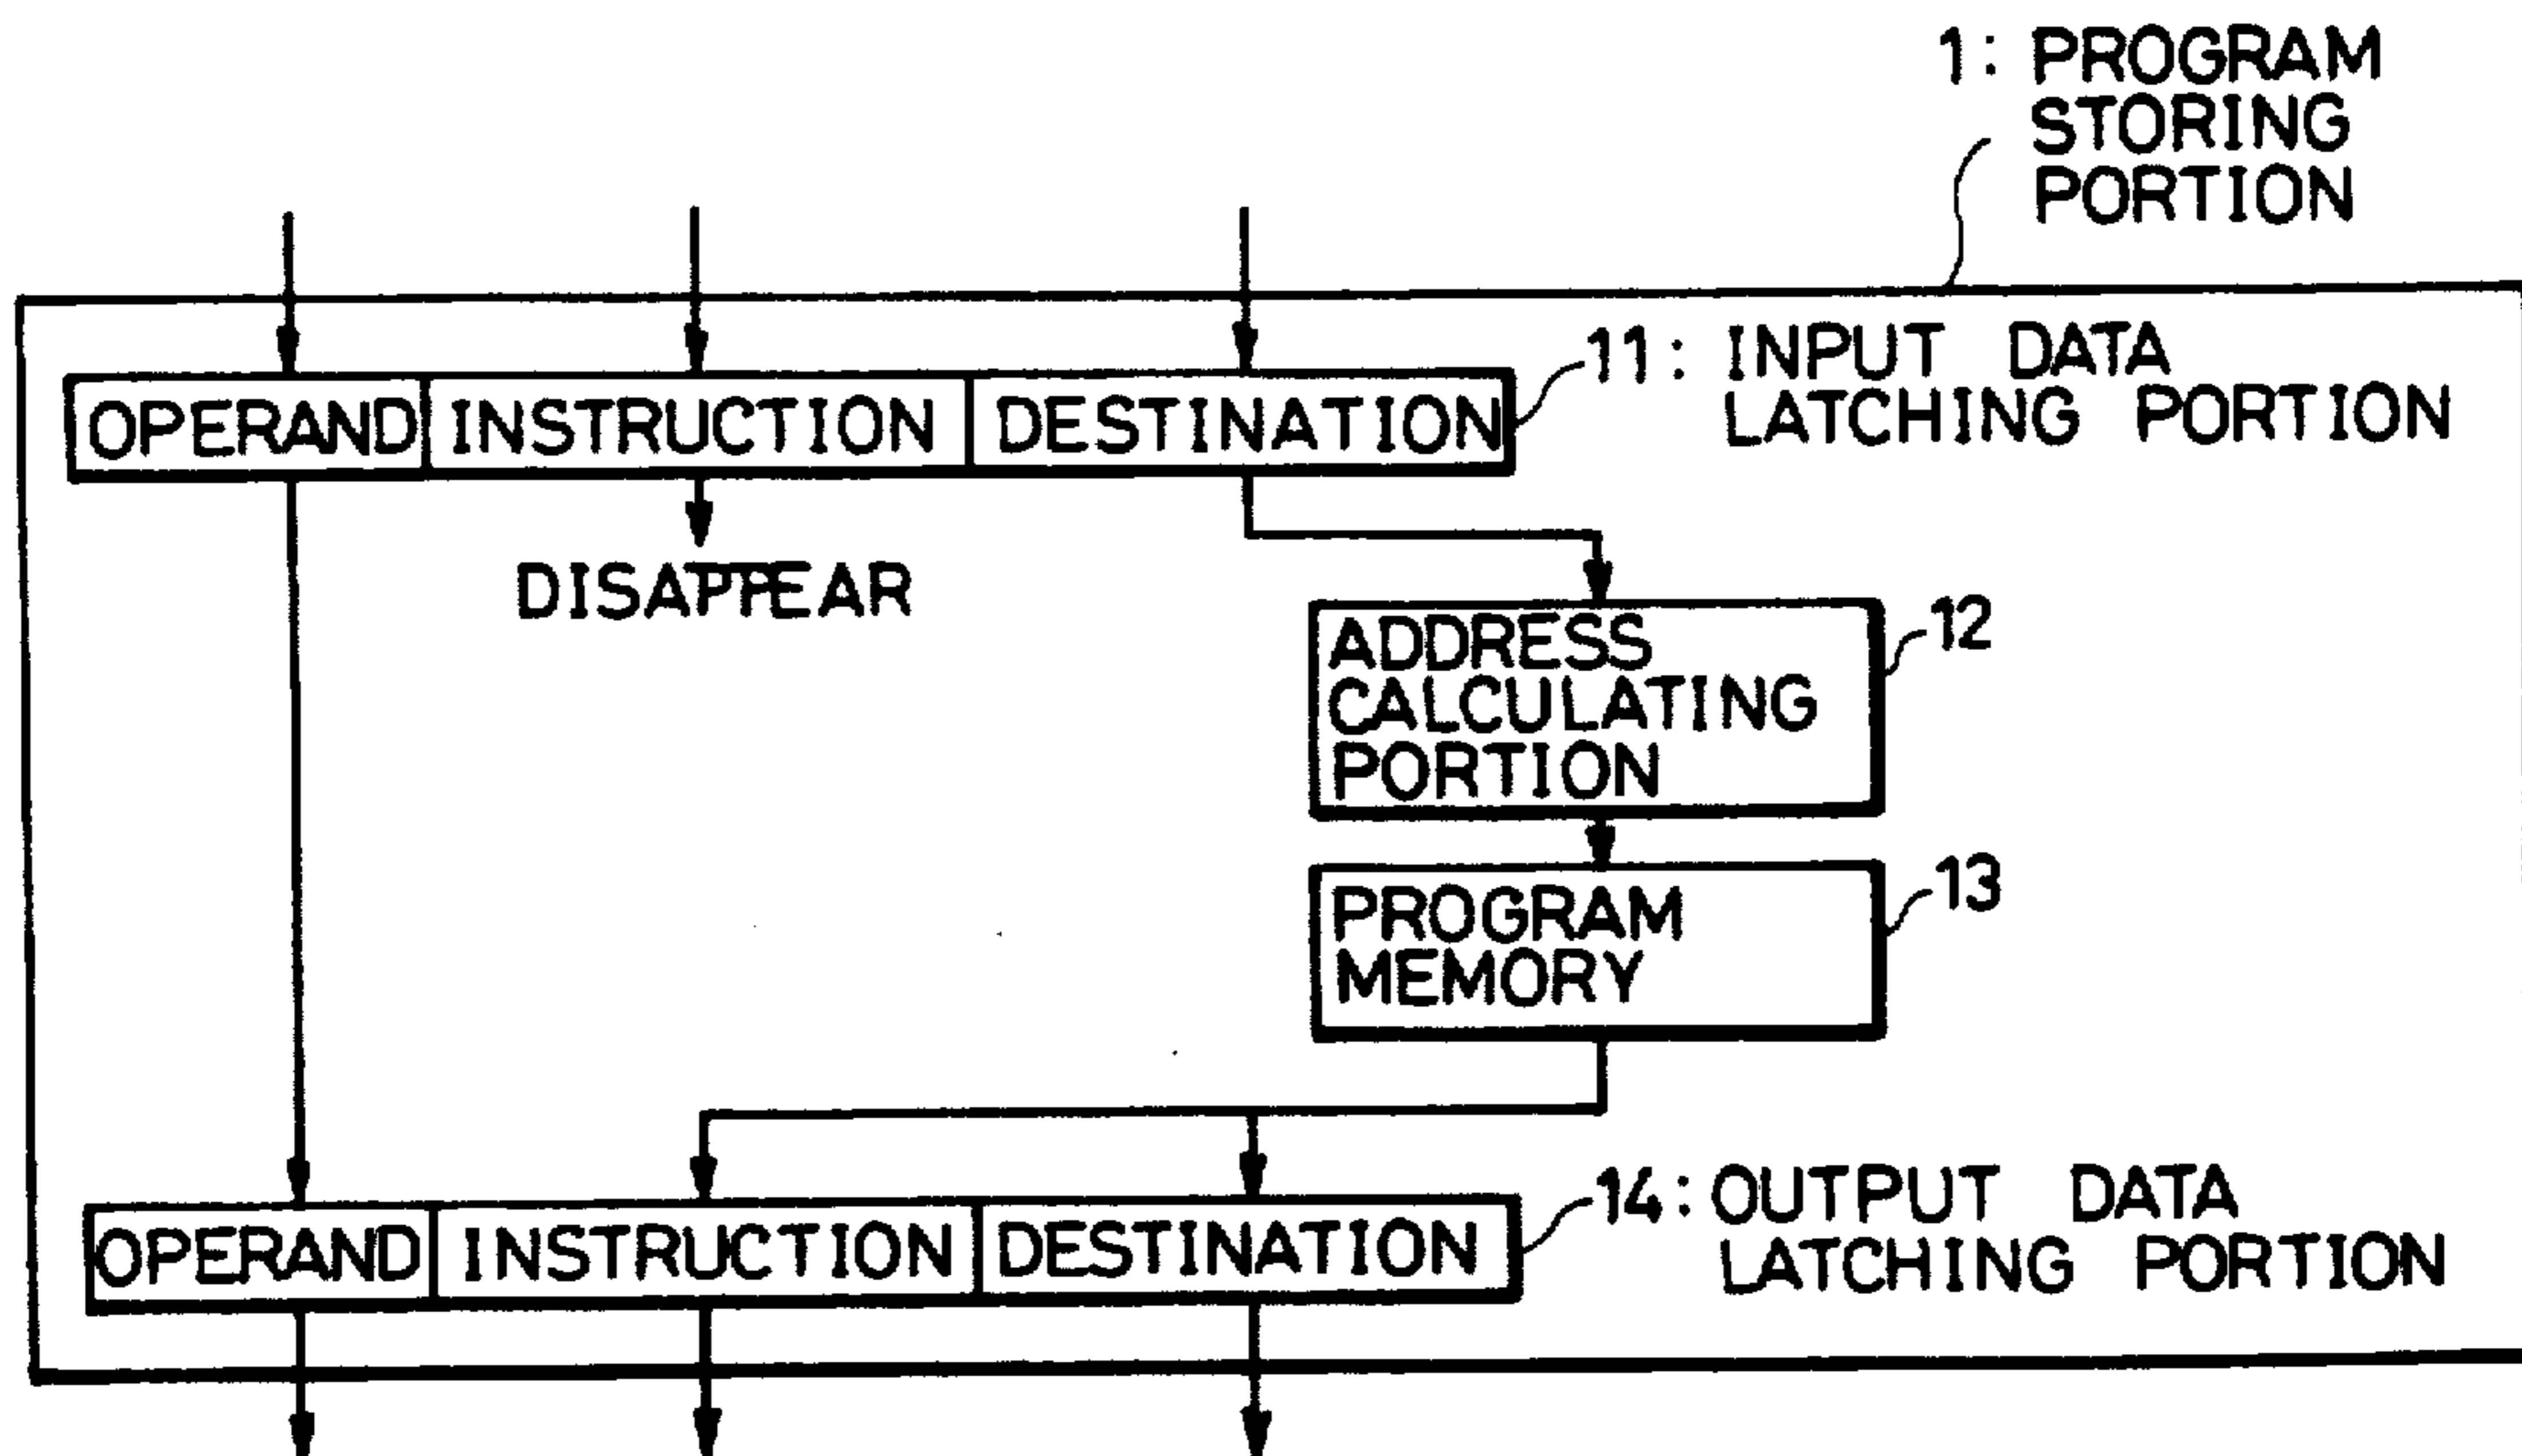 1: PROGRAM
STORING
PORTION
11: INPUT DATA
LATCHING PORTION
OPERAND INSTRUCTION DESTINATION
DISAPPEAR
ADDRESS
CALCULATING
PORTION
12
PROGRAM
MEMORY
13
14: OUTPUT DATA
LATCHING PORTION
OPERAND INSTRUCTION DESTINATION